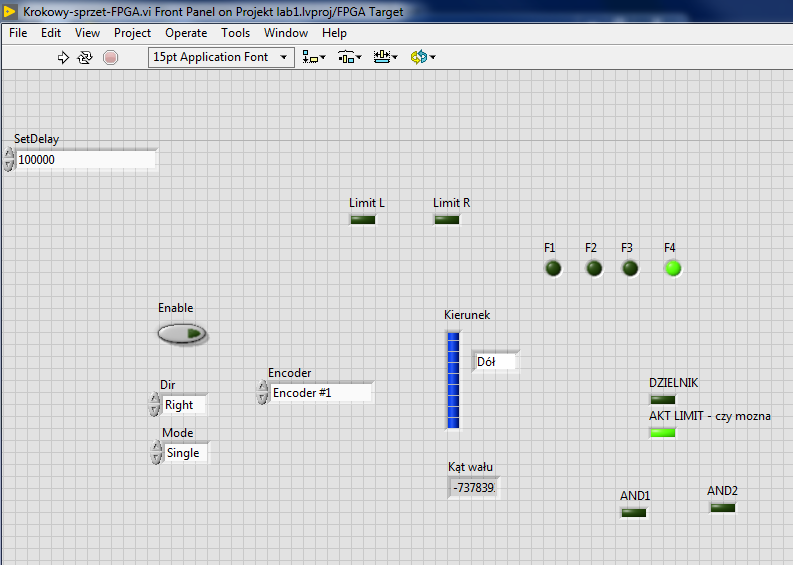 Krokowy-sprzet-FPGA.vi Front Panel on Projekt lab1.lvproj/FPGA Target
File Edit View Project Operate Tools Window Help
15pt Application Font
SetDelay
100000
Limit L Limit R
F1 F2 F3 F4
Enable
Kierunek
Dół
Encoder
Encoder #1
Dir
Right
DZIELNIK
AKT LIMIT - czy mozna
Mode
Single
Kąt wału
-737839
AND1 AND2